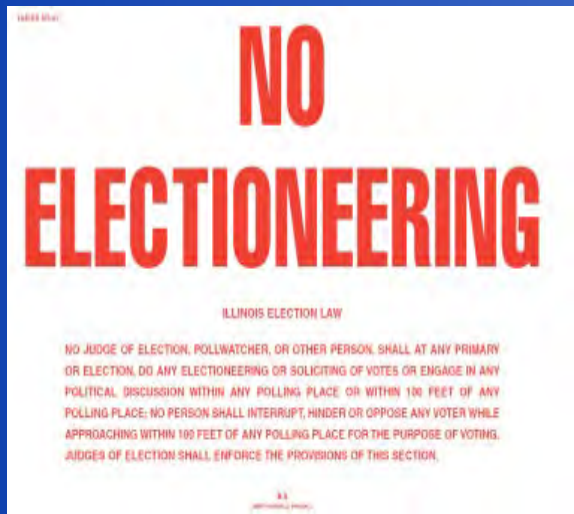 NO
ELECTIONEERING
ILLINOIS ELECTION LAW
NO JUDGE OF ELECTION, POLLWATCHER, OR OTHER PERSON, SHALL AT ANY PRIMARY
OR ELECTION, DO ANY ELECTIONEERING OR SOLICITING OF VOTES OR ENGAGE IN ANY
POLITICAL DISCUSSION WITHIN ANY POLLING PLACE OR WITHIN 100 FEET OF ANY
POLLING PLACE; NO PERSON SHALL INTERRUPT, HINDER OR OPPOSE ANY VOTER WHILE
APPROACHING WITHIN 100 FEET OF ANY POLLING PLACE FOR THE PURPOSE OF VOTING.
JUDGES OF ELECTION SHALL ENFORCE THE PROVISIONS OF THIS SECTION.